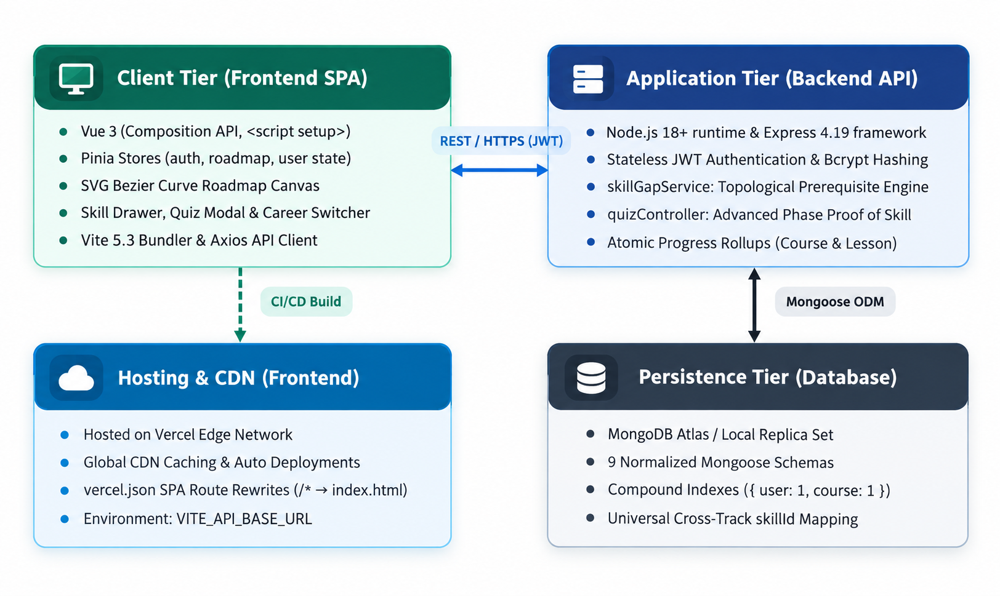 Client Tier (Frontend SPA)
• Vue 3 (Composition API, <script setup>)
• Pinia Stores (auth, roadmap, user state)
• SVG Bezier Curve Roadmap Canvas
• Skill Drawer, Quiz Modal & Career Switcher
• Vite 5.3 Bundler & Axios API Client
REST / HTTPS (JWT)
Application Tier (Backend API)
• Node.js 18+ runtime & Express 4.19 framework
• Stateless JWT Authentication & Bcrypt Hashing
• skillGapService: Topological Prerequisite Engine
• quizController: Advanced Phase Proof of Skill
• Atomic Progress Rollups (Course & Lesson)
CI/CD Build
Mongoose ODM
Hosting & CDN (Frontend)
• Hosted on Vercel Edge Network
• Global CDN Caching & Auto Deployments
• vercel.json SPA Route Rewrites (/* → index.html)
• Environment: VITE_API_BASE_URL
Persistence Tier (Database)
• MongoDB Atlas / Local Replica Set
• 9 Normalized Mongoose Schemas
• Compound Indexes ({ user: 1, course: 1 })
• Universal Cross-Track skillId Mapping